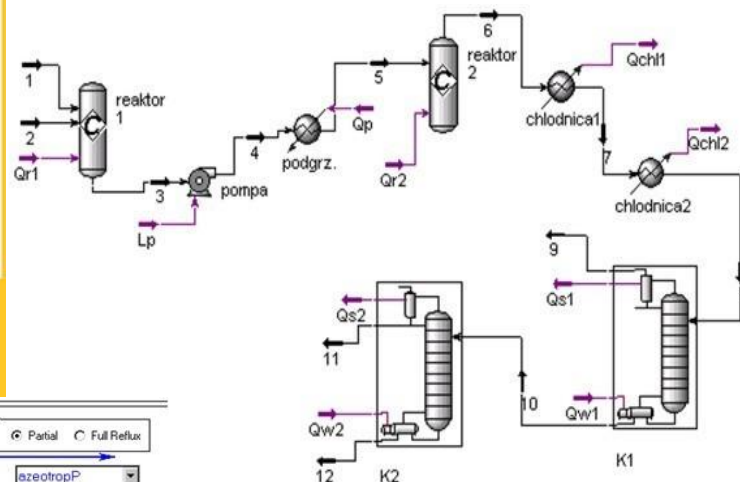 1
2
Qr1
C
reaktor
1
3
Lp
pompa
4
podgrz.
Qp
5
Qr2
C
reaktor
2
6
chlodnica1
Qchl1
7
chlodnica2
Qchl2
9
Qs1
Qw1
K1
10
Qs2
11
Qw2
12
K2
Partial
Full Reflux
azeotropP